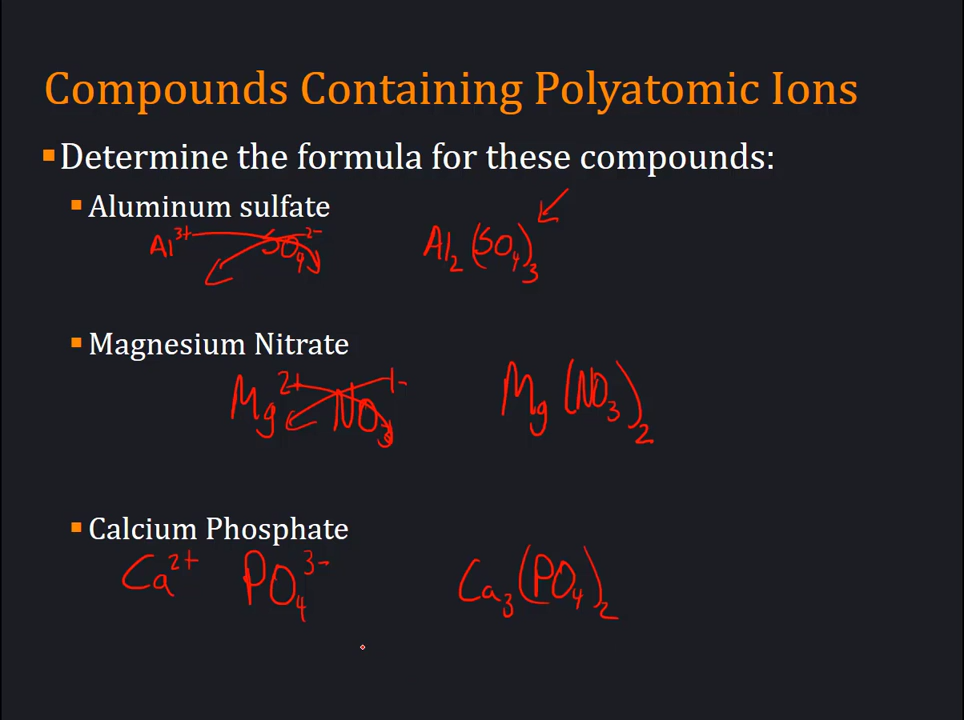 Compounds Containing Polyatomic Ions
▪Determine the formula for these compounds:
▪ Aluminum sulfate
Al³⁺ SO₄²⁻ Al₂(SO₄)₃
▪ Magnesium Nitrate
Mg²⁺ NO₃¹⁻ Mg(NO₃)₂
▪ Calcium Phosphate
Ca²⁺ PO₄³⁻ Ca₃(PO₄)₂